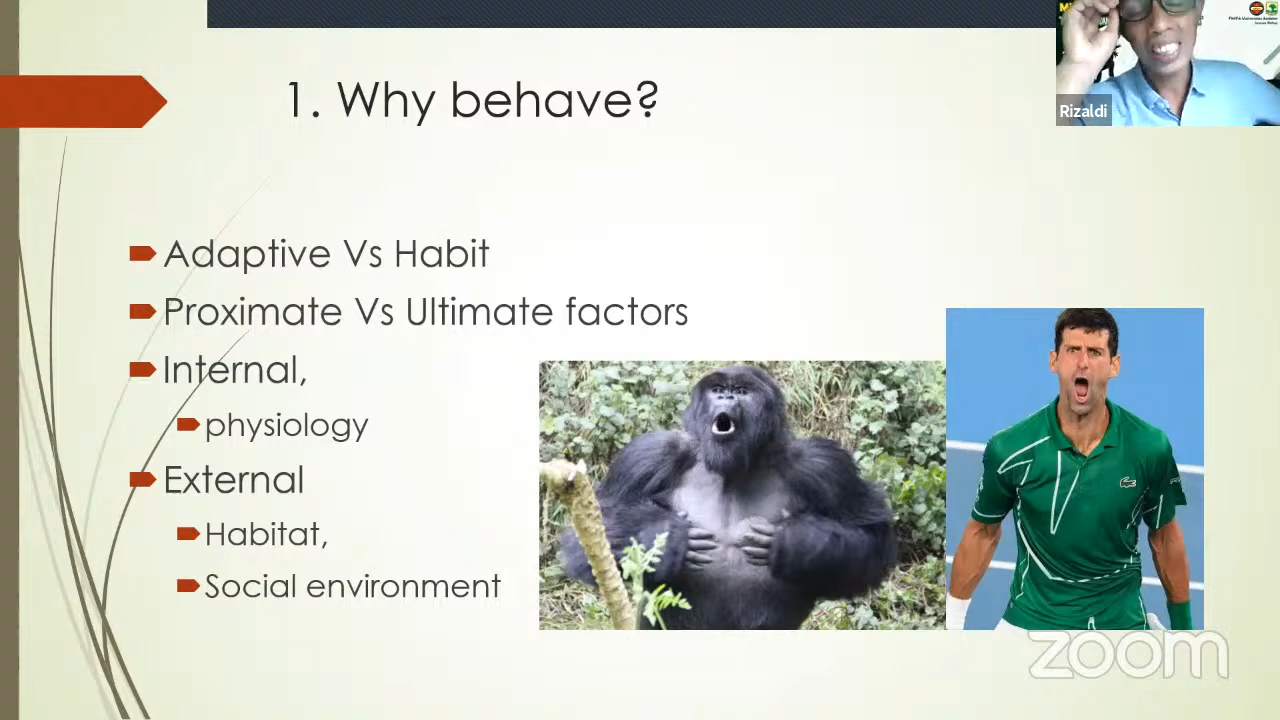 1. Why behave?
Rizaldi
Adaptive Vs Habit
Proximate Vs Ultimate factors
Internal,
physiology
External
Habitat,
Social environment
zoom